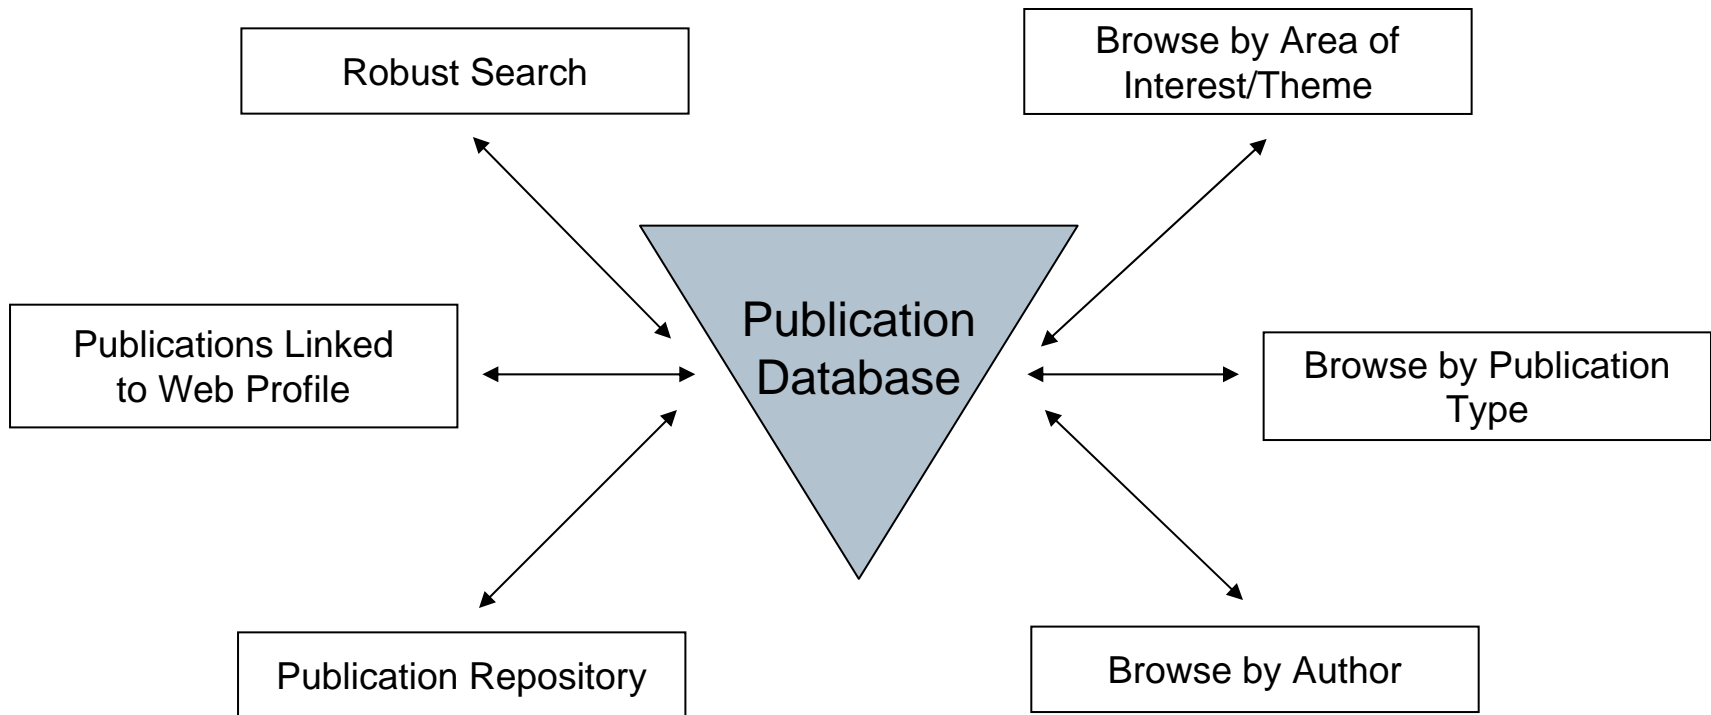 Robust Search
Browse by Area of
Interest/Theme
Publication
Database
Publications Linked
to Web Profile
Browse by Publication
Type
Publication Repository
Browse by Author